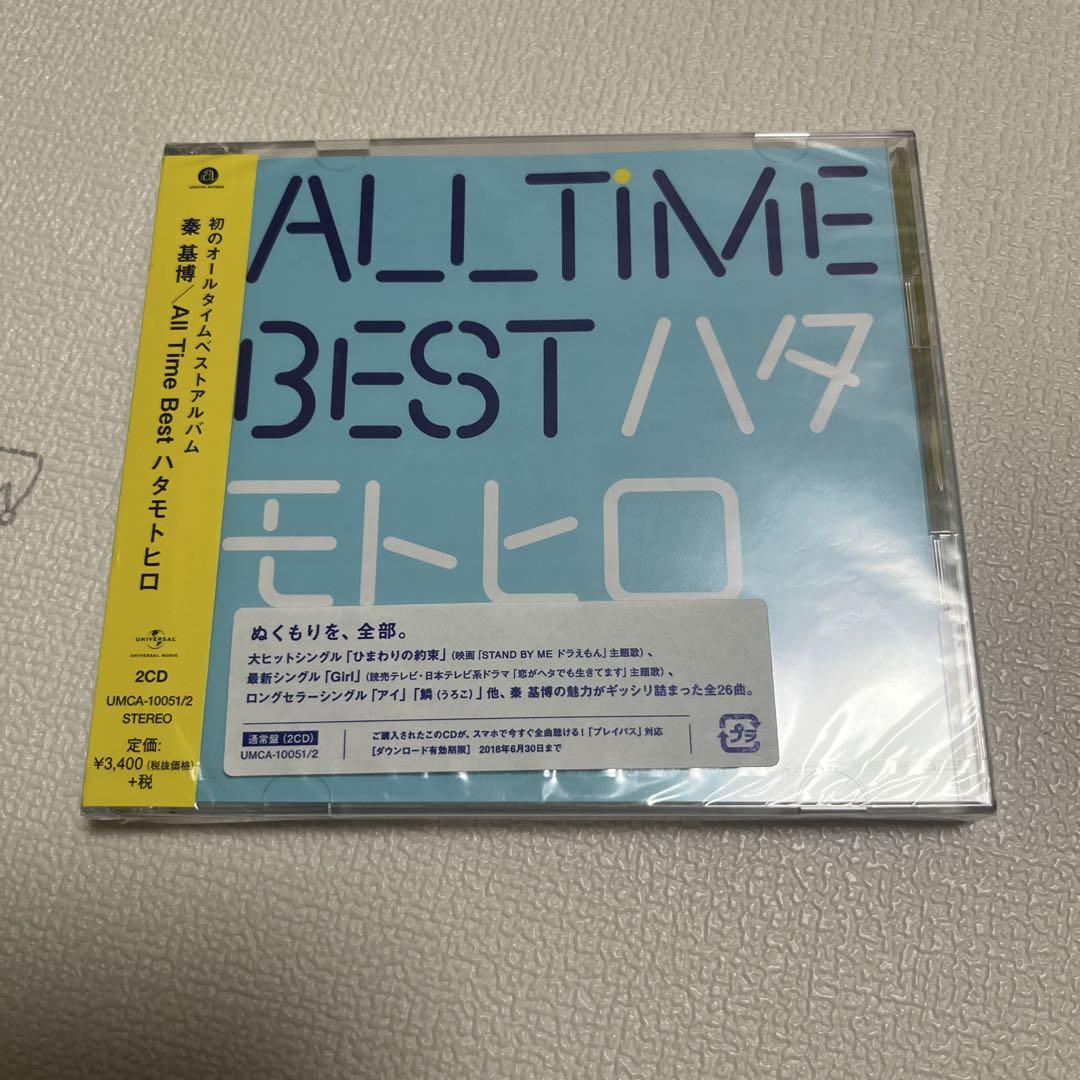 初のオールタイムベストアルバム
秦 基博／All Time Best ハタモトヒロ
UNIVERSAL
UNIVERSAL MUSIC
2CD
UMCA-10051/2
STEREO
定価:
¥3,400 (税抜価格)
+税
ALL TiME
BEST ハタ
モトヒロ
ぬくもりを、全部。
大ヒットシングル「ひまわりの約束」(映画「STAND BY ME ドラえもん」主題歌)、
最新シングル「Girl」(読売テレビ・日本テレビ系ドラマ「恋がヘタでも生きてます」主題歌)、
ロングセラーシングル「アイ」「鱗(うろこ)」他、秦 基博の魅力がギッシリ詰まった全26曲。
通常盤 (2CD)
UMCA-10051/2
ご購入されたこのCDが、スマホで今すぐ全曲聴ける!「プレイパス」対応
[ダウンロード有効期限] 2018年6月30日まで
プラ